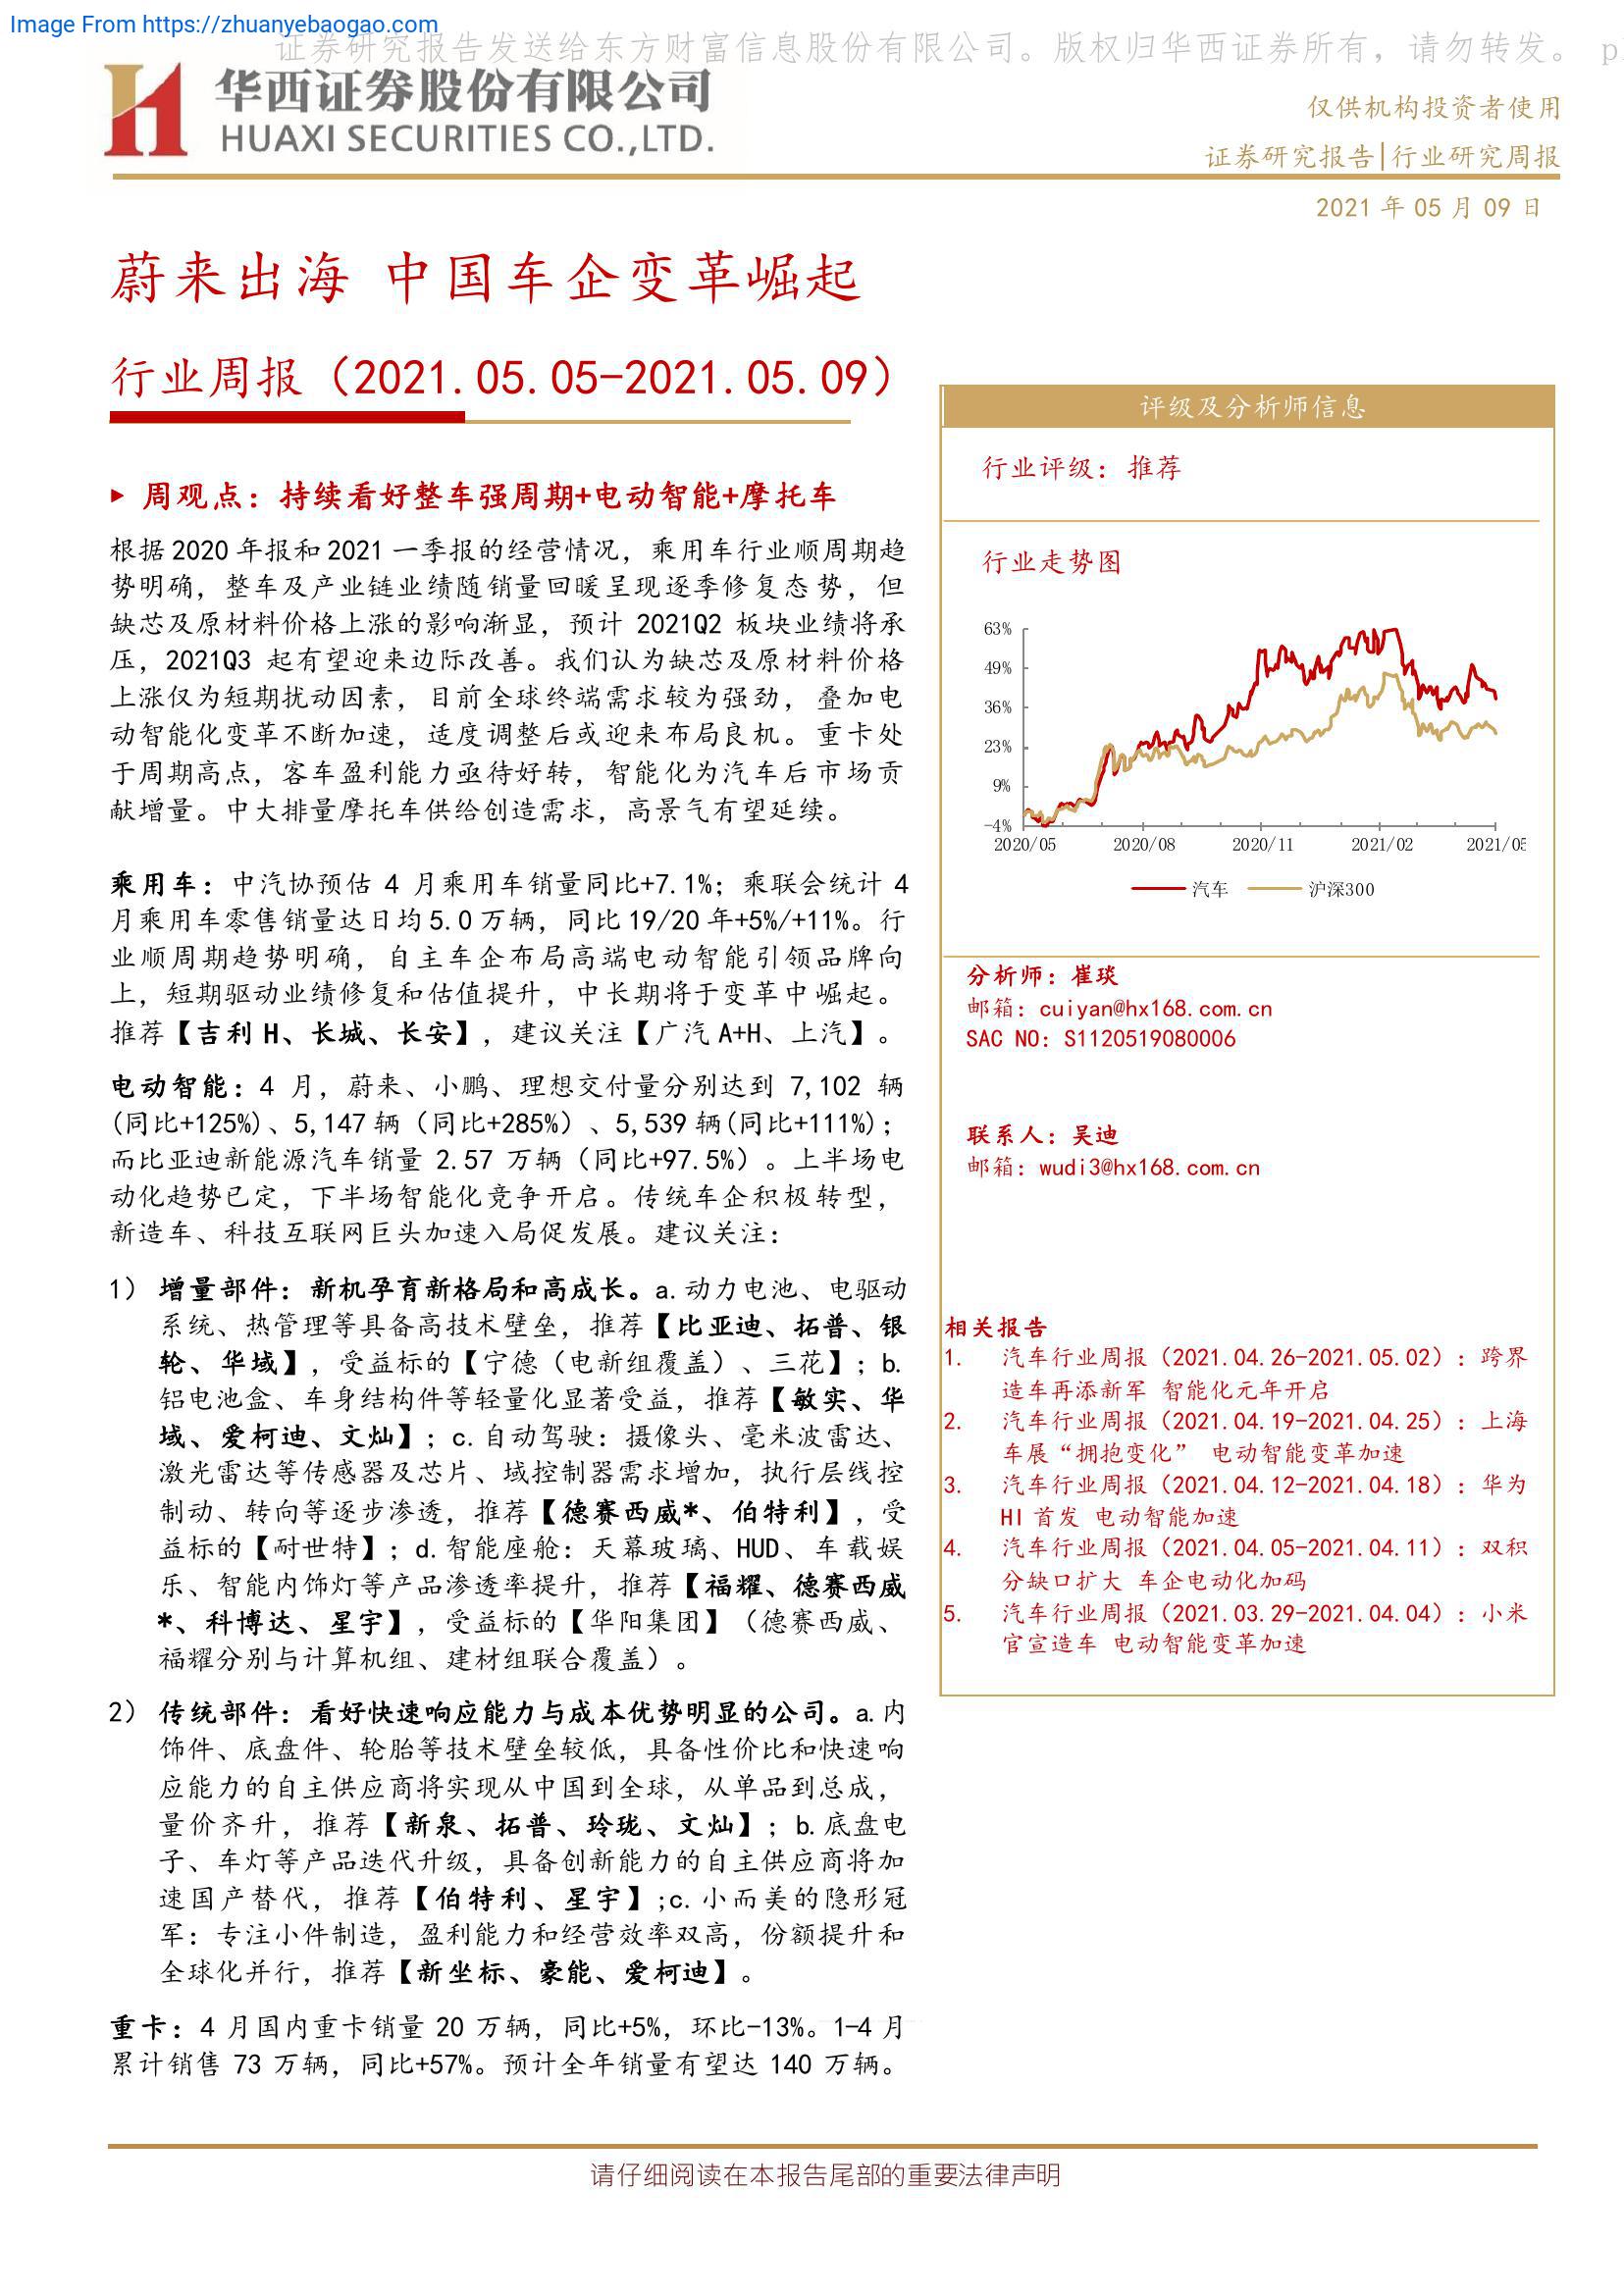 Image From https://zhuanyebaogao.com
证券研究报告发送给东方财富信息股份有限公司。版权归华西证券所有，请勿转发。 p
华西证券股份有限公司
HUAXI SECURITIES CO.,LTD.
仅供机构投资者使用
证券研究报告|行业研究周报
2021 年 05 月 09 日
蔚来出海 中国车企变革崛起
行业周报（2021.05.05-2021.05.09）
周观点：持续看好整车强周期+电动智能+摩托车
根据 2020 年报和 2021 一季报的经营情况，乘用车行业顺周期趋
势明确，整车及产业链业绩随销量回暖呈现逐季修复态势，但
缺芯及原材料价格上涨的影响渐显，预计 2021Q2 板块业绩将承
压，2021Q3 起有望迎来边际改善。我们认为缺芯及原材料价格
上涨仅为短期扰动因素，目前全球终端需求较为强劲，叠加电
动智能化变革不断加速，适度调整后或迎来布局良机。重卡处
于周期高点，客车盈利能力亟待好转，智能化为汽车后市场贡
献增量。中大排量摩托车供给创造需求，高景气有望延续。
乘用车：中汽协预估 4 月乘用车销量同比+7.1%；乘联会统计 4
月乘用车零售销量达日均 5.0 万辆，同比 19/20 年+5%/+11%。行
业顺周期趋势明确，自主车企布局高端电动智能引领品牌向
上，短期驱动业绩修复和估值提升，中长期将于变革中崛起。
推荐【吉利 H、长城、长安】，建议关注【广汽 A+H、上汽】。
电动智能：4 月，蔚来、小鹏、理想交付量分别达到 7,102 辆
(同比+125%)、5,147 辆（同比+285%）、5,539 辆(同比+111%)；
而比亚迪新能源汽车销量 2.57 万辆（同比+97.5%）。上半场电
动化趋势已定，下半场智能化竞争开启。传统车企积极转型，
新造车、科技互联网巨头加速入局促发展。建议关注：
1） 增量部件：新机孕育新格局和高成长。a.动力电池、电驱动
系统、热管理等具备高技术壁垒，推荐【比亚迪、拓普、银
轮、华域】，受益标的【宁德（电新组覆盖）、三花】；b.
铝电池盒、车身结构件等轻量化显著受益，推荐【敏实、华
域、爱柯迪、文灿】；c.自动驾驶：摄像头、毫米波雷达、
激光雷达等传感器及芯片、域控制器需求增加，执行层线控
制动、转向等逐步渗透，推荐【德赛西威*、伯特利】，受
益标的【耐世特】；d.智能座舱：天幕玻璃、HUD、车载娱
乐、智能内饰灯等产品渗透率提升，推荐【福耀、德赛西威
*、科博达、星宇】，受益标的【华阳集团】（德赛西威、
福耀分别与计算机组、建材组联合覆盖）。
2） 传统部件：看好快速响应能力与成本优势明显的公司。a.内
饰件、底盘件、轮胎等技术壁垒较低，具备性价比和快速响
应能力的自主供应商将实现从中国到全球，从单品到总成，
量价齐升，推荐【新泉、拓普、玲珑、文灿】；b.底盘电
子、车灯等产品迭代升级，具备创新能力的自主供应商将加
速国产替代，推荐【伯特利、星宇】;c.小而美的隐形冠
军：专注小件制造，盈利能力和经营效率双高，份额提升和
全球化并行，推荐【新坐标、豪能、爱柯迪】。
重卡：4 月国内重卡销量 20 万辆，同比+5%，环比-13%。1-4 月
累计销售 73 万辆，同比+57%。预计全年销量有望达 140 万辆。
评级及分析师信息
行业评级：推荐
行业走势图
63%
49%
36%
23%
9%
-4%
2020/05 2020/08 2020/11 2021/02 2021/05
汽车 沪深300
分析师：崔琰
邮箱：cuiyan@hx168.com.cn
SAC NO：S1120519080006
联系人：吴迪
邮箱：wudi3@hx168.com.cn
相关报告
1. 汽车行业周报（2021.04.26-2021.05.02）：跨界
造车再添新军 智能化元年开启
2. 汽车行业周报（2021.04.19-2021.04.25）：上海
车展“拥抱变化” 电动智能变革加速
3. 汽车行业周报（2021.04.12-2021.04.18）：华为
HI 首发 电动智能加速
4. 汽车行业周报（2021.04.05-2021.04.11）：双积
分缺口扩大 车企电动化加码
5. 汽车行业周报（2021.03.29-2021.04.04）：小米
官宣造车 电动智能变革加速
请仔细阅读在本报告尾部的重要法律声明